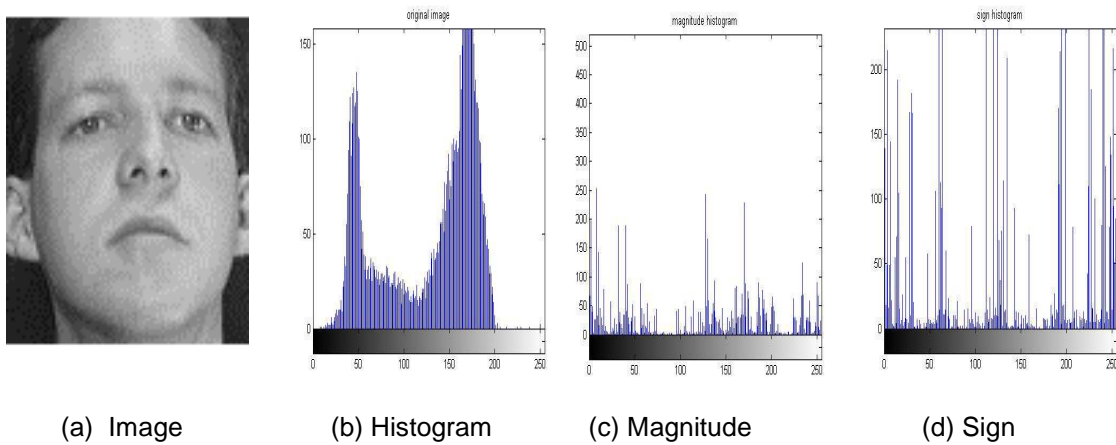 original image
magnitude histogram
sign histogram
150
100
50
0
0 50 100 150 200 250
500
450
400
350
300
250
200
150
100
50
0
0 50 100 150 200 250
200
150
100
50
0
0 50 100 150 200 250
(a) Image
(b) Histogram
(c) Magnitude
(d) Sign